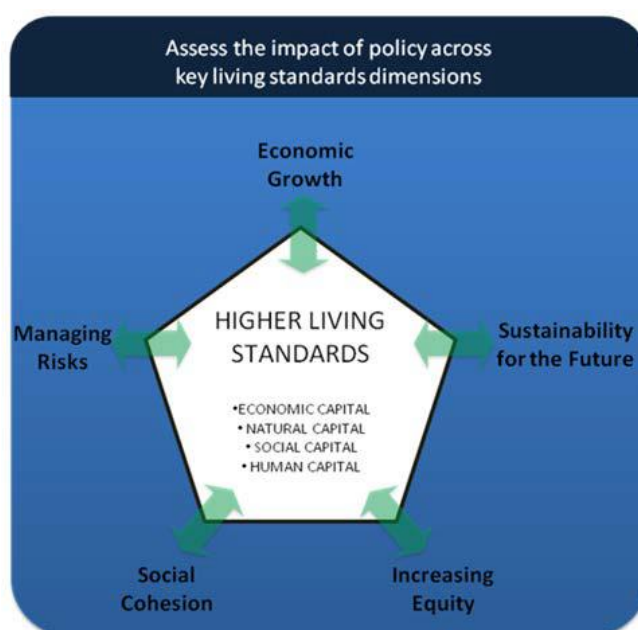 Assess the impact of policy across
key living standards dimensions
Economic
Growth
Managing
Risks
HIGHER LIVING
STANDARDS
Sustainability
for the Future
•ECONOMIC CAPITAL
• NATURAL CAPITAL
• SOCIAL CAPITAL
• HUMAN CAPITAL
Social
Cohesion
Increasing
Equity